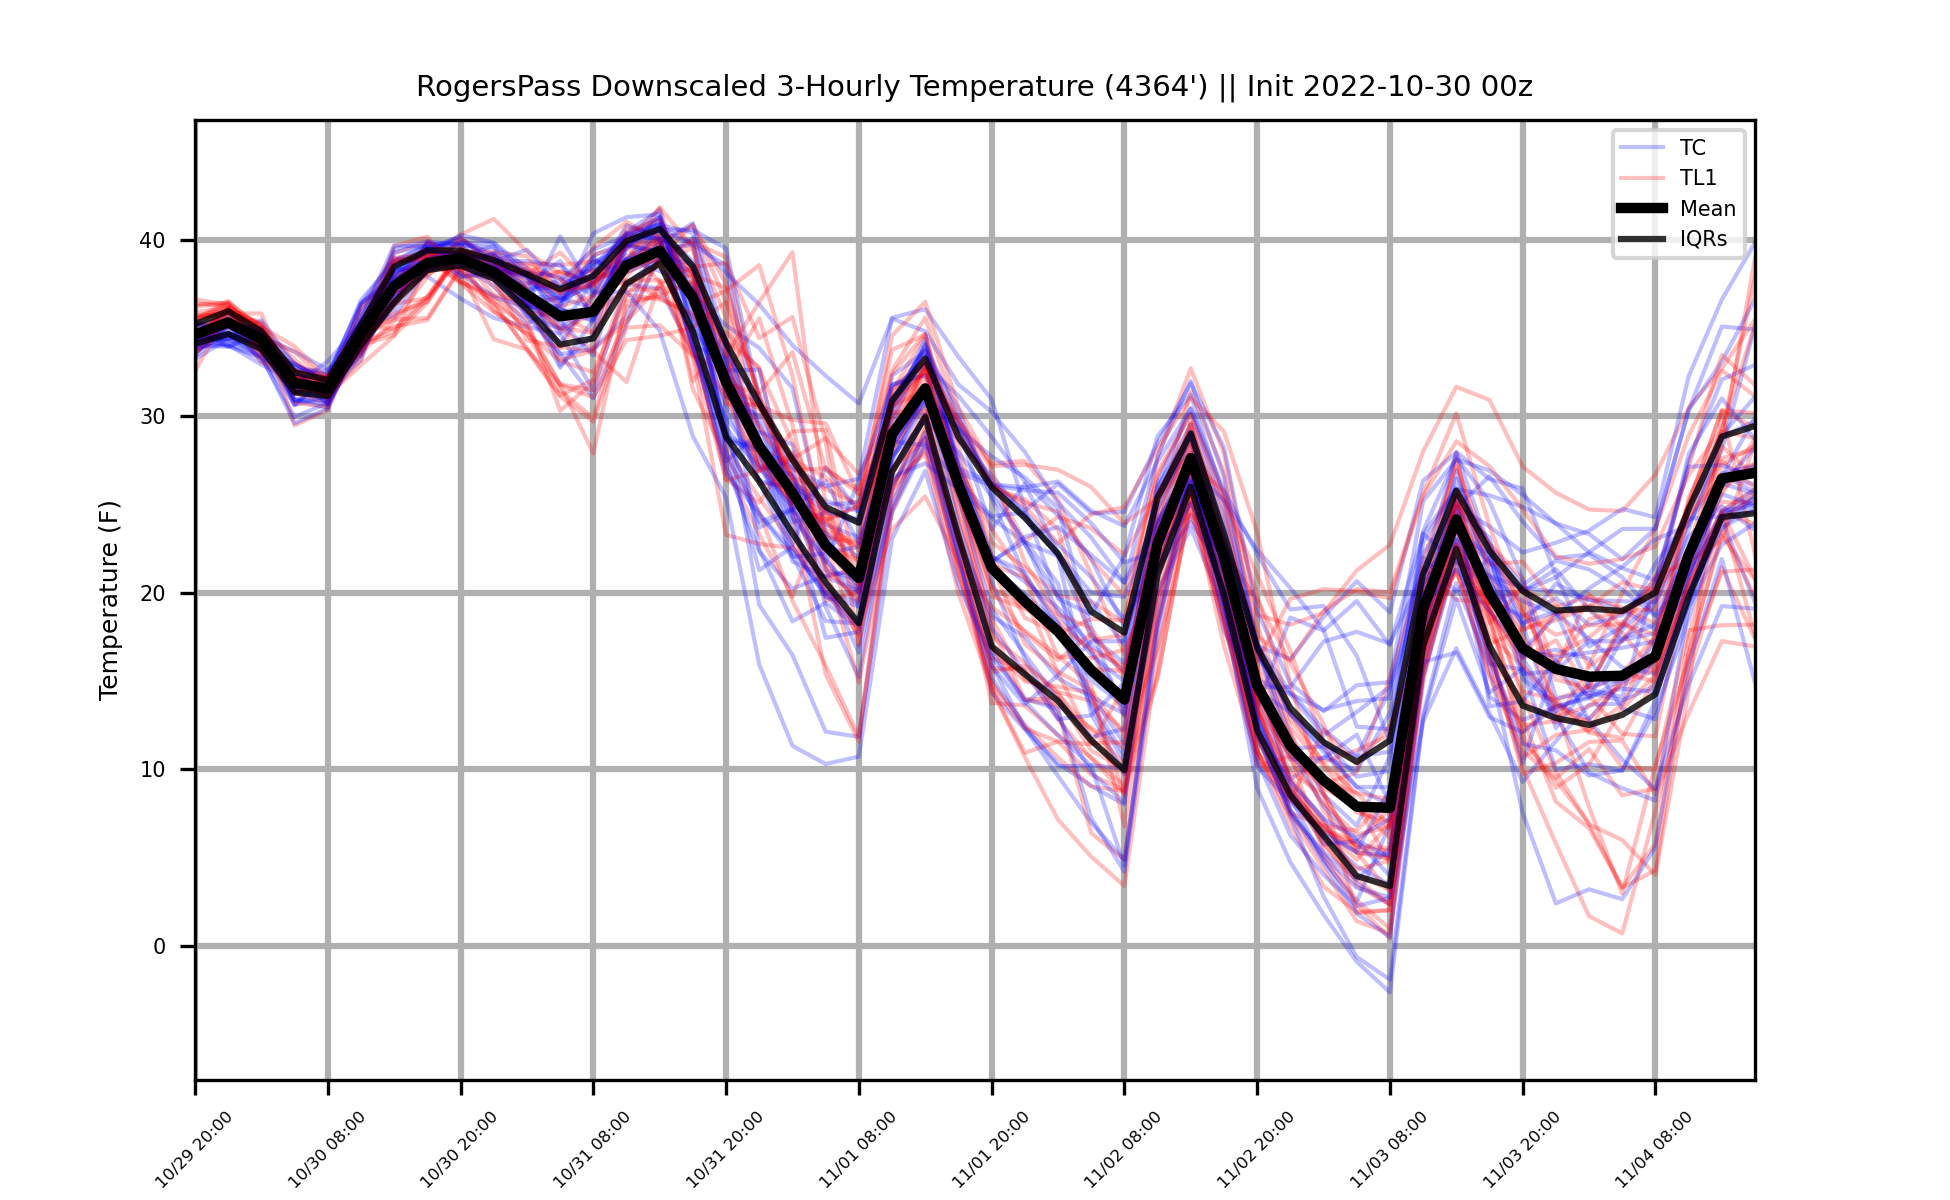 RogersPass Downscaled 3-Hourly Temperature (4364') || Init 2022-10-30 00z
TC
TL1
Mean
IQRs
Temperature (F)
40
30
20
10
0
10/29 20:00
10/30 08:00
10/30 20:00
10/31 08:00
10/31 20:00
11/01 08:00
11/01 20:00
11/02 08:00
11/02 20:00
11/03 08:00
11/03 20:00
11/04 08:00